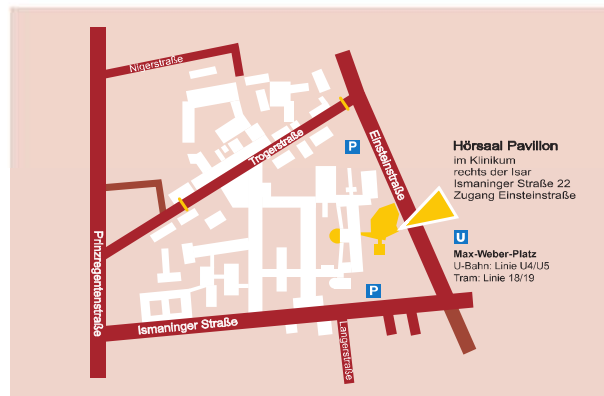 Nigerstraße
Trogerstraße
P
Einsteinstraße
Hörsaal Pavillon
im Klinikum
rechts der Isar
Ismaninger Straße 22
Zugang Einsteinstraße
U
Max-Weber-Platz
U-Bahn: Linie U4/U5
Tram: Linie 18/19
Prinzregentenstraße
P
Ismaninger Straße
Langerstraße